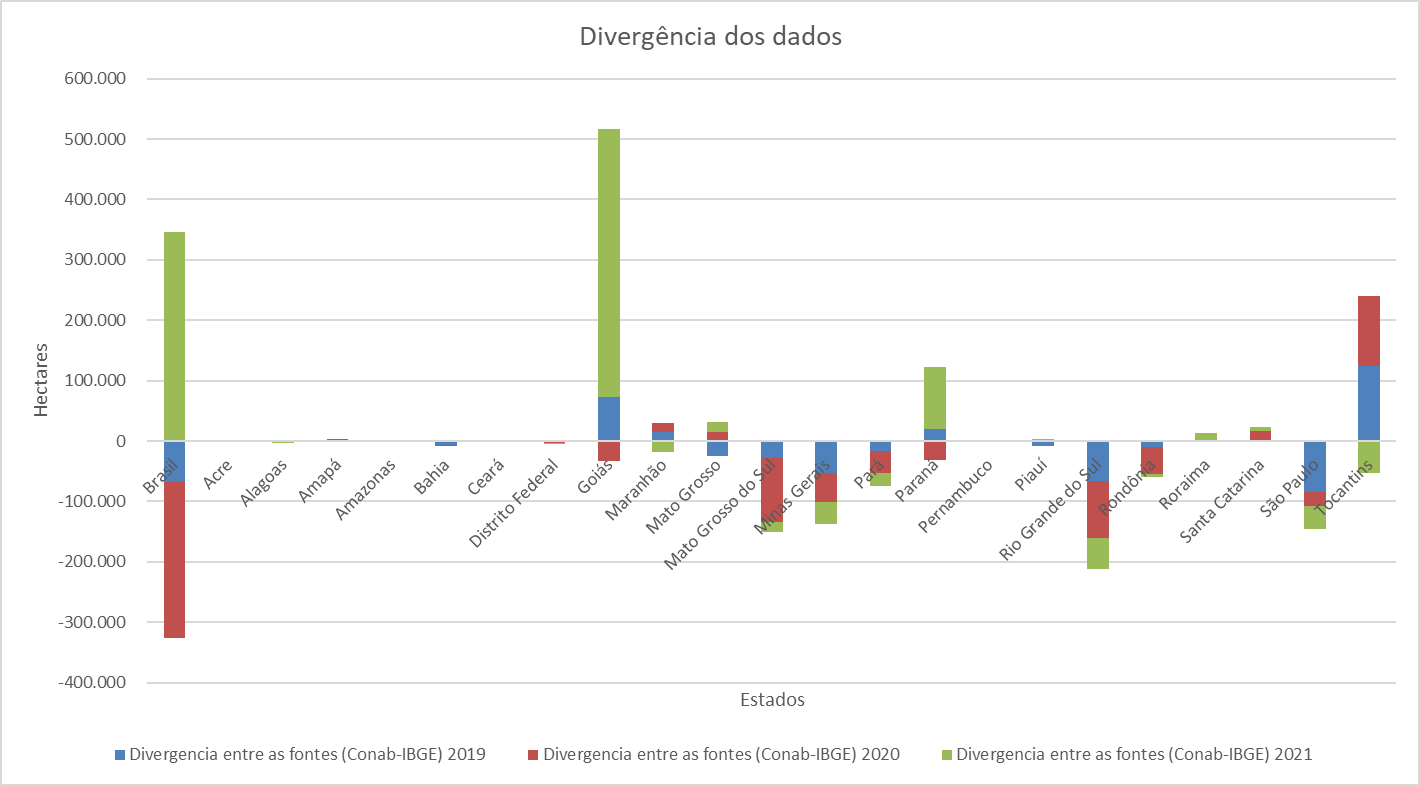 Divergência dos dados
600.000
500.000
400.000
300.000
200.000
100.000
0
-100.000
-200.000
-300.000
-400.000
Hectares
Brasil
Acre
Alagoas
Amapá
Amazonas
Bahia
Ceará
Distrito Federal
Goiás
Maranhão
Mato Grosso
Mato Grosso do Sul
Minas Gerais
Pará
Paraná
Pernambuco
Piauí
Rio Grande do Sul
Rondônia
Roraima
Santa Catarina
São Paulo
Tocantins
Estados
Divergencia entre as fontes (Conab-IBGE) 2019
Divergencia entre as fontes (Conab-IBGE) 2020
Divergencia entre as fontes (Conab-IBGE) 2021